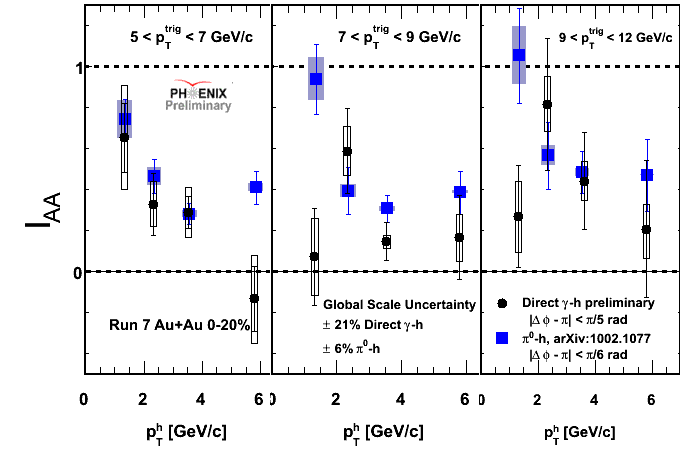 5 < p_T^trig < 7 GeV/c
7 < p_T^trig < 9 GeV/c
9 < p_T^trig < 12 GeV/c
1
PHENIX
Preliminary
I_AA
0
Run 7 Au+Au 0-20%
Global Scale Uncertainty
± 21% Direct γ-h
± 6% π^0-h
Direct γ-h preliminary
|Δ ϕ - π| < π/5 rad
π^0-h, arXiv:1002.1077
|Δ ϕ - π| < π/6 rad
0 2 4 6 0 2 4 6 0 2 4 6
p_T^h [GeV/c]
p_T^h [GeV/c]
p_T^h [GeV/c]